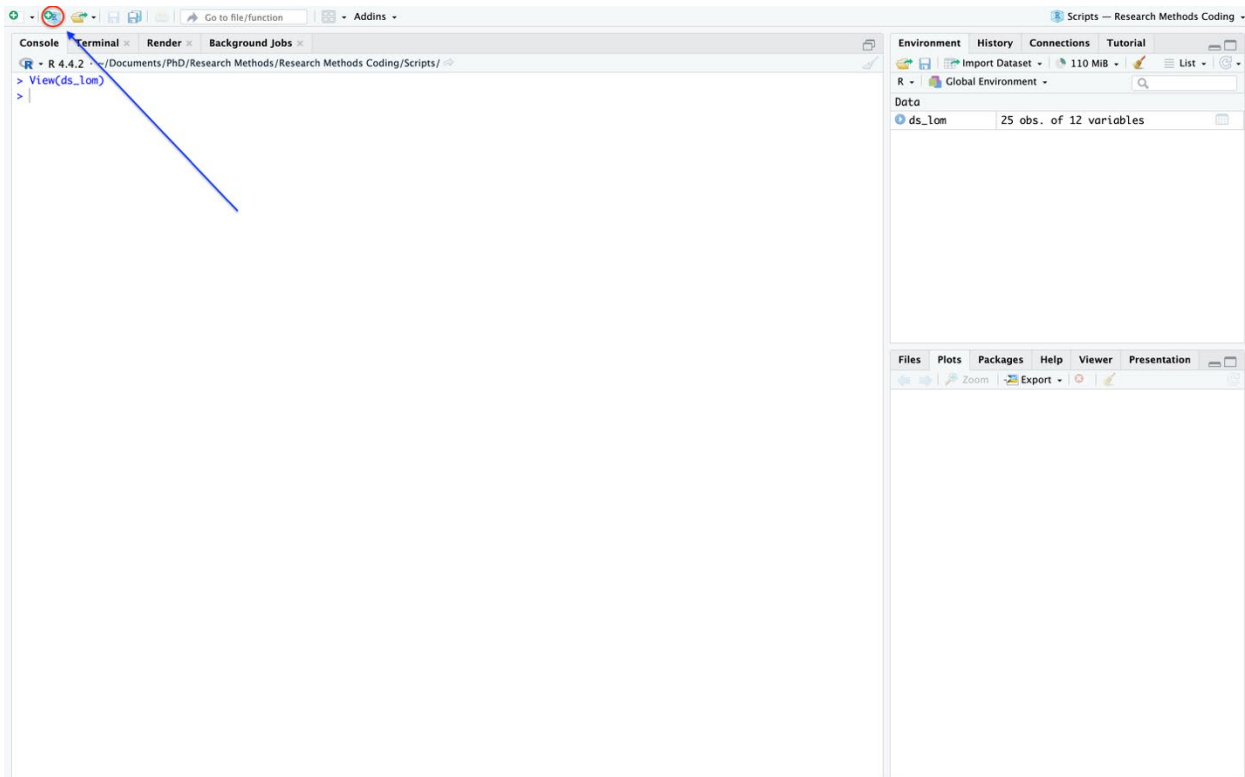 Go to file/function
Addins
Scripts — Research Methods Coding
Console Terminal Render Background Jobs
R 4.4.2 · ~/Documents/PhD/Research Methods/Research Methods Coding/Scripts/
> View(ds_lom)
>
Environment History Connections Tutorial
Import Dataset 110 MiB List
R Global Environment
Data
ds_lom 25 obs. of 12 variables
Files Plots Packages Help Viewer Presentation
Zoom Export